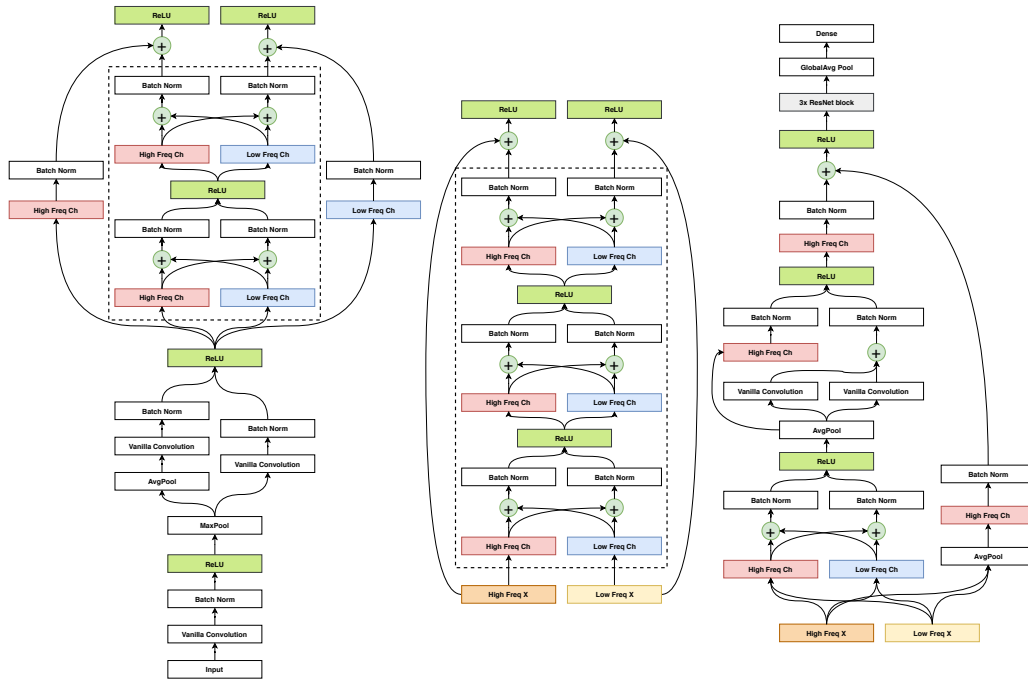 ReLU
ReLU
+
+
Batch Norm
Batch Norm
+
+
High Freq Ch
Low Freq Ch
Batch Norm
Batch Norm
ReLU
High Freq Ch
Low Freq Ch
Batch Norm
Batch Norm
+
+
High Freq Ch
Low Freq Ch
ReLU
Batch Norm
Batch Norm
Vanilla Convolution
Vanilla Convolution
AvgPool
MaxPool
ReLU
Batch Norm
Vanilla Convolution
Input
ReLU
ReLU
+
+
Batch Norm
Batch Norm
+
+
High Freq Ch
Low Freq Ch
ReLU
Batch Norm
Batch Norm
+
+
High Freq Ch
Low Freq Ch
ReLU
Batch Norm
Batch Norm
+
+
High Freq Ch
Low Freq Ch
High Freq X
Low Freq X
Dense
GlobalAvg Pool
3x ResNet block
ReLU
+
Batch Norm
High Freq Ch
ReLU
Batch Norm
Batch Norm
High Freq Ch
+
Vanilla Convolution
Vanilla Convolution
AvgPool
ReLU
Batch Norm
Batch Norm
Batch Norm
High Freq Ch
+
+
AvgPool
High Freq Ch
Low Freq Ch
High Freq X
Low Freq X